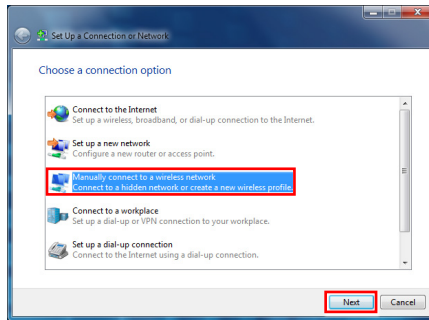 Set Up a Connection or Network
Choose a connection option
Connect to the Internet
Set up a wireless, broadband, or dial-up connection to the Internet.
Set up a new network
Configure a new router or access point.
Manually connect to a wireless network
Connect to a hidden network or create a new wireless profile.
Connect to a workplace
Set up a dial-up or VPN connection to your workplace.
Set up a dial-up connection
Connect to the Internet using a dial-up connection.
Next Cancel